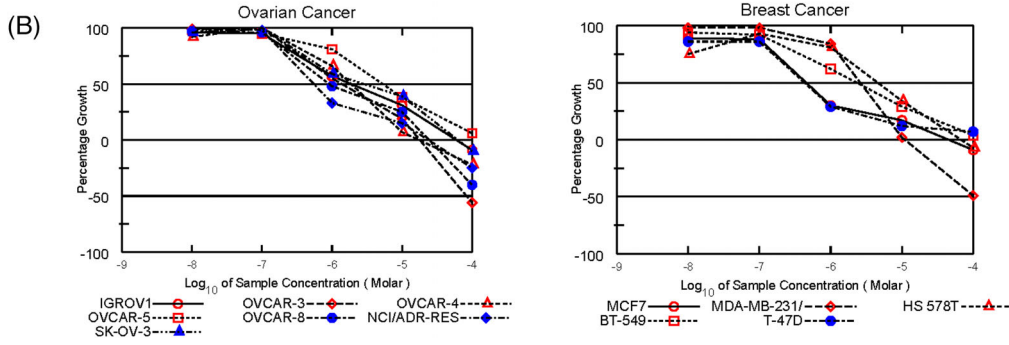 (B)
Ovarian Cancer
Percentage Growth
100
50
0
-50
-100
-9
-8
-7
-6
-5
-4
Log10 of Sample Concentration ( Molar )
IGROV1
OVCAR-3
OVCAR-4
OVCAR-5
OVCAR-8
NCI/ADR-RES
SK-OV-3
Breast Cancer
Percentage Growth
100
50
0
-50
-100
-9
-8
-7
-6
-5
-4
Log10 of Sample Concentration ( Molar )
MCF7
MDA-MB-231/
HS 578T
BT-549
T-47D